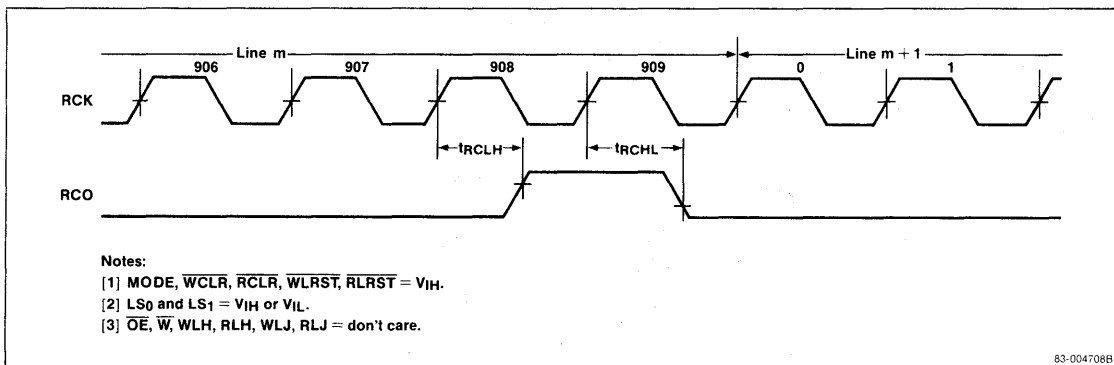 Line m
Line m + 1
906 907 908 909 0 1
RCK
tRCLH
tRCHL
RCO
Notes:
[1] MODE, WCLR, RCLR, WLRST, RLRST = VIH.
[2] LS0 and LS1 = VIH or VIL.
[3] OE, W, WLH, RLH, WLJ, RLJ = don't care.
83-004708B